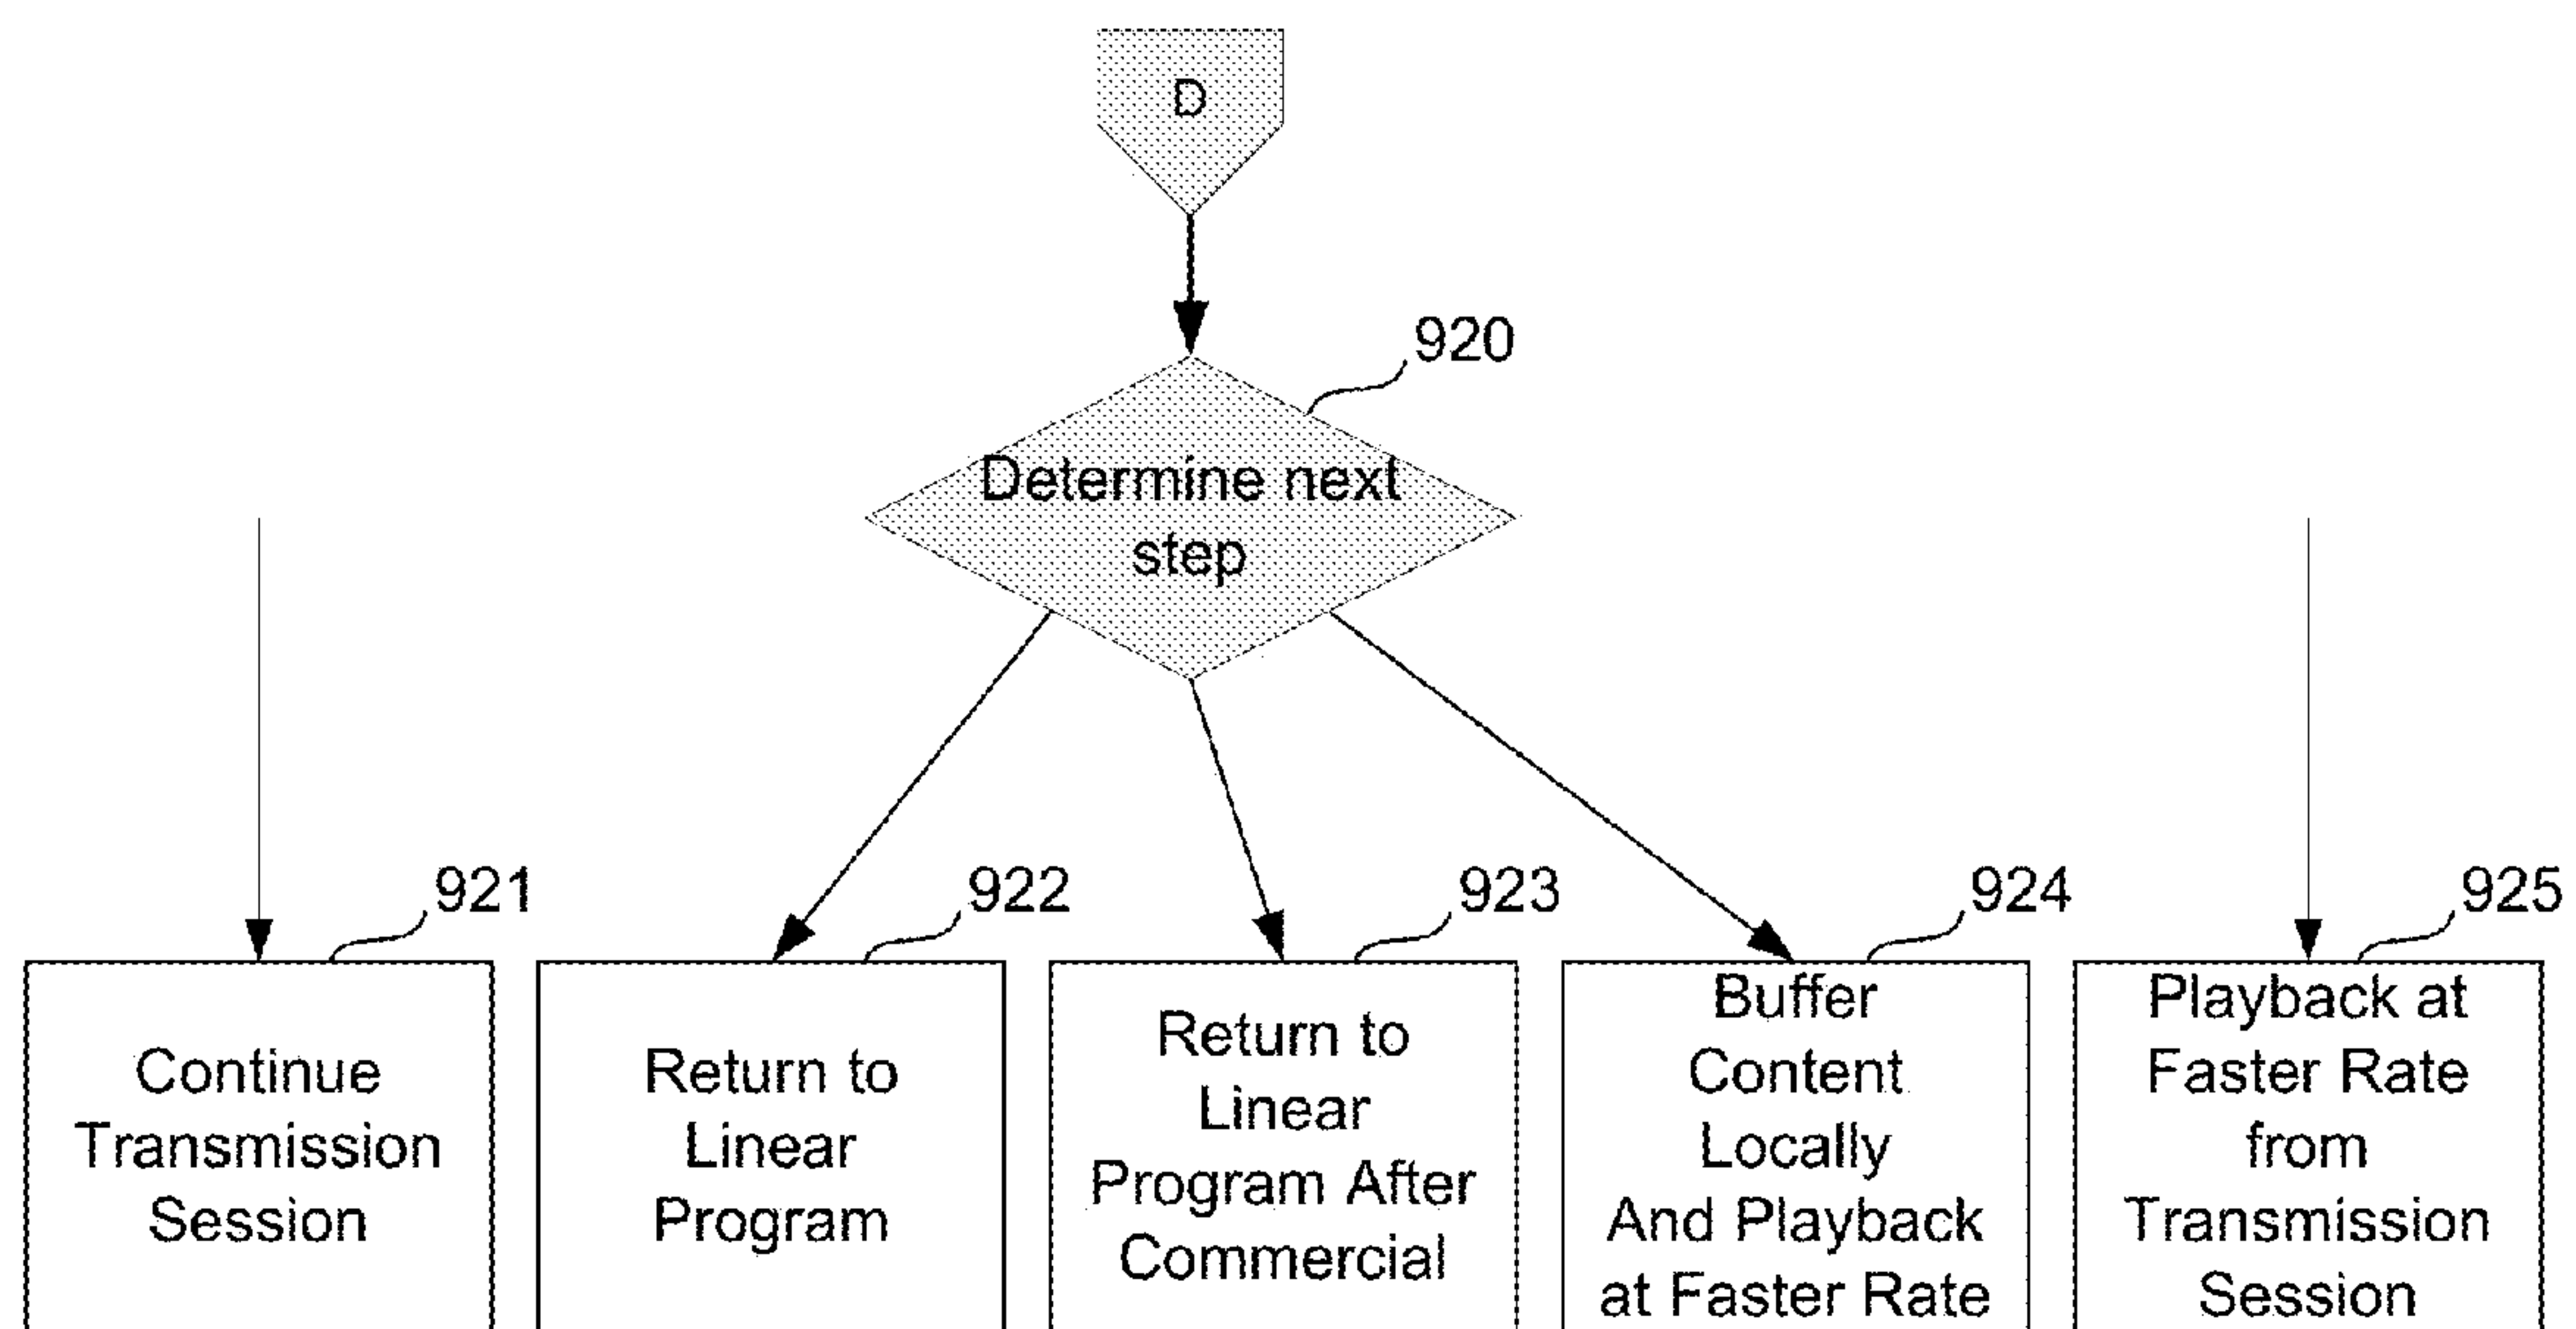 D
920
Determine next
step
921
922
923
924
925
Continue
Transmission
Session
Return to
Linear
Program
Return to
Linear
Program After
Commercial
Buffer
Content
Locally
And Playback
at Faster Rate
Playback at
Faster Rate
from
Transmission
Session